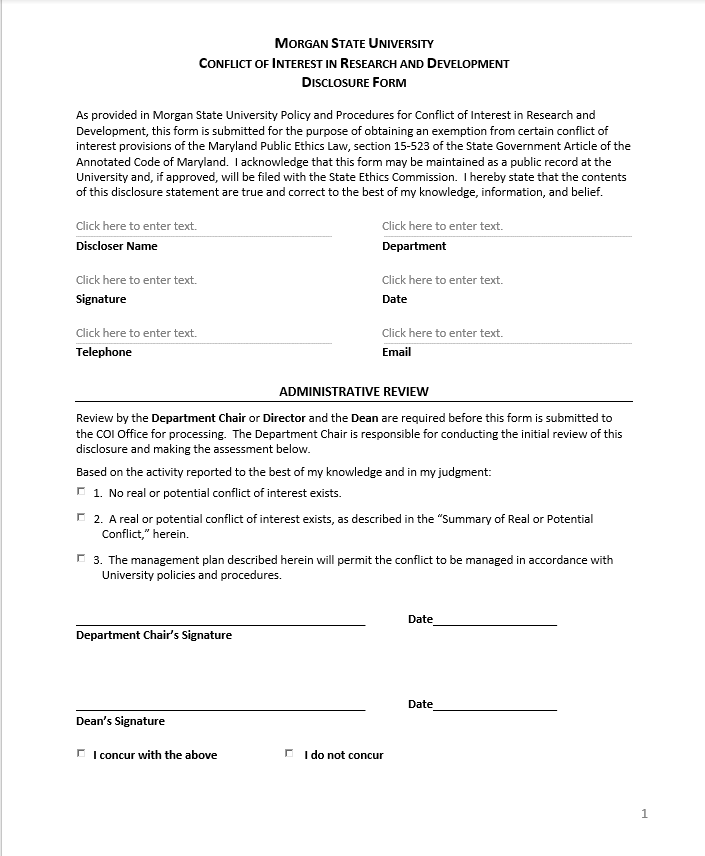 MORGAN STATE UNIVERSITY
CONFLICT OF INTEREST IN RESEARCH AND DEVELOPMENT
DISCLOSURE FORM
As provided in Morgan State University Policy and Procedures for Conflict of Interest in Research and
Development, this form is submitted for the purpose of obtaining an exemption from certain conflict of
interest provisions of the Maryland Public Ethics Law, section 15-523 of the State Government Article of the
Annotated Code of Maryland.  I acknowledge that this form may be maintained as a public record at the
University and, if approved, will be filed with the State Ethics Commission.  I hereby state that the contents
of this disclosure statement are true and correct to the best of my knowledge, information, and belief.
Click here to enter text. Click here to enter text.
Discloser Name Department
Click here to enter text. Click here to enter text.
Signature Date
Click here to enter text. Click here to enter text.
Telephone Email
ADMINISTRATIVE REVIEW
Review by the Department Chair or Director and the Dean are required before this form is submitted to
the COI Office for processing.  The Department Chair is responsible for conducting the initial review of this
disclosure and making the assessment below.
Based on the activity reported to the best of my knowledge and in my judgment:
1.  No real or potential conflict of interest exists.
2.  A real or potential conflict of interest exists, as described in the “Summary of Real or Potential
Conflict,” herein.
3.  The management plan described herein will permit the conflict to be managed in accordance with
University policies and procedures.
Date
Department Chair’s Signature
Date
Dean’s Signature
I concur with the above I do not concur
1